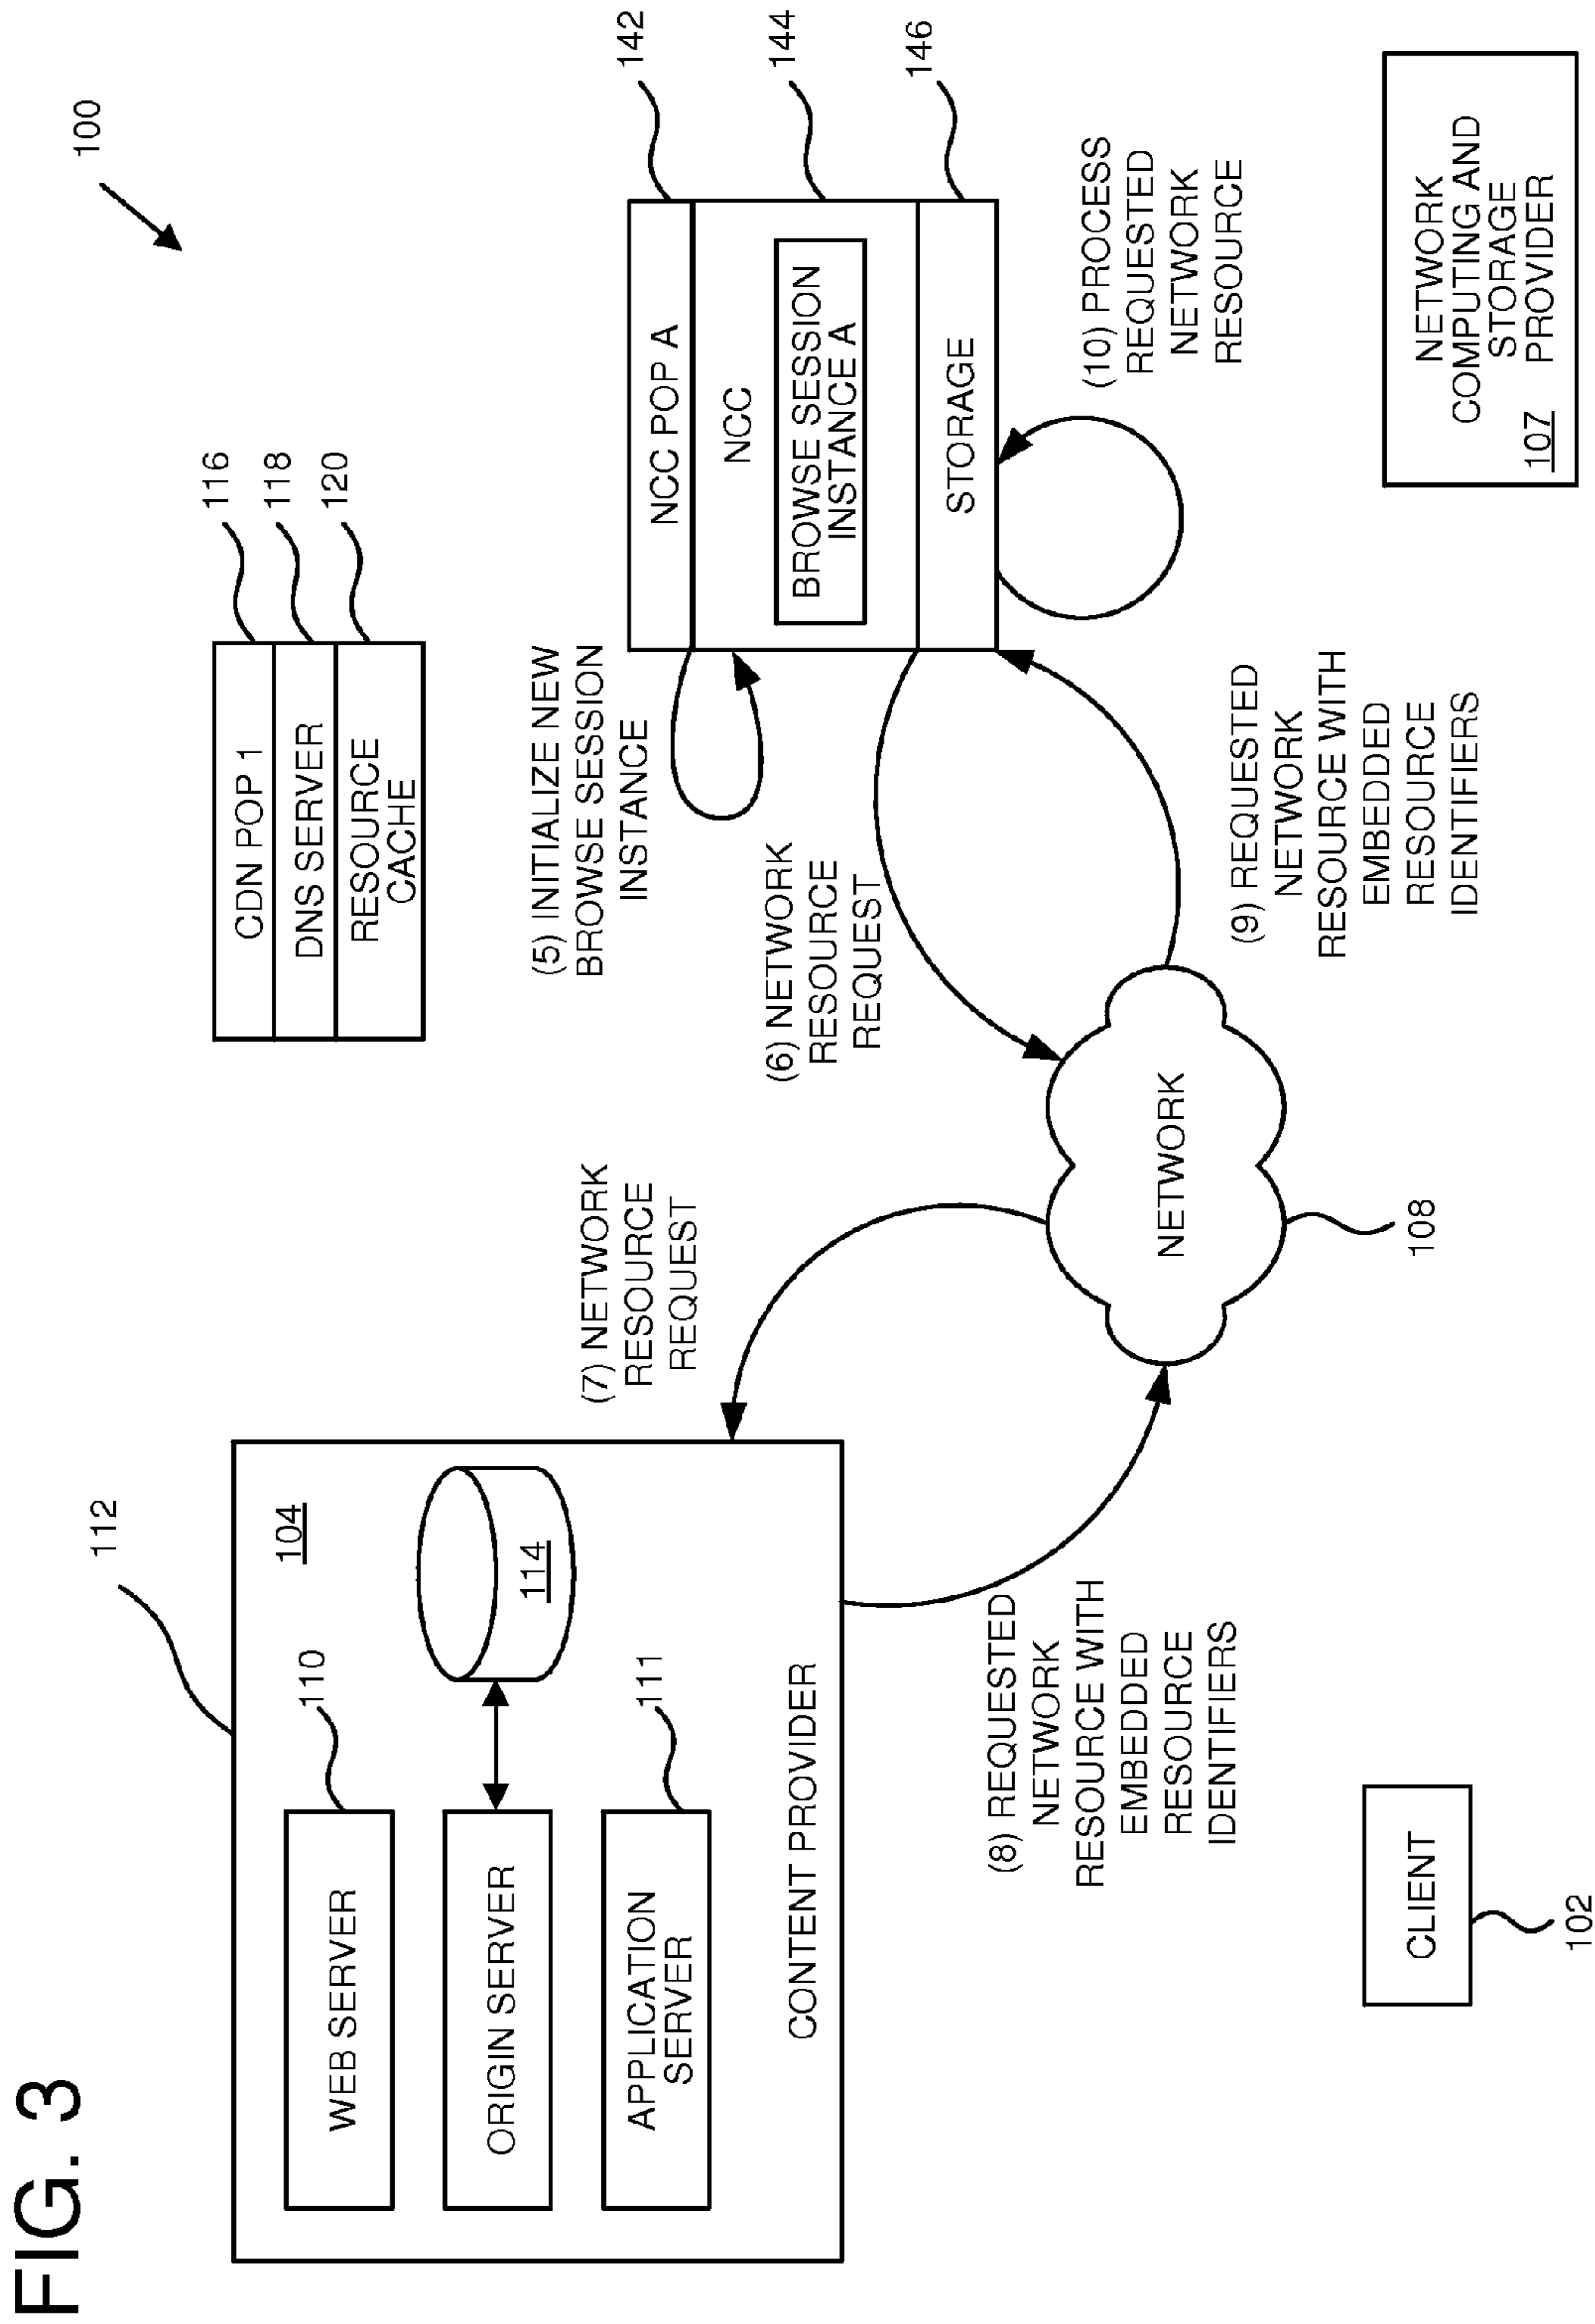 FIG. 3
100
112
104
110
WEB SERVER
ORIGIN SERVER
114
111
APPLICATION
SERVER
CONTENT PROVIDER
CDN POP 1
DNS SERVER
RESOURCE
CACHE
116
118
120
(5) INITIALIZE NEW
BROWSE SESSION
INSTANCE
NCC POP A
NCC
BROWSE SESSION
INSTANCE A
STORAGE
142
144
146
(6) NETWORK
RESOURCE
REQUEST
(7) NETWORK
RESOURCE
REQUEST
(8) REQUESTED
NETWORK
RESOURCE WITH
EMBEDDED
RESOURCE
IDENTIFIERS
NETWORK
108
(9) REQUESTED
NETWORK
RESOURCE WITH
EMBEDDED
RESOURCE
IDENTIFIERS
(10) PROCESS
REQUESTED
NETWORK
RESOURCE
CLIENT
102
NETWORK
COMPUTING AND
STORAGE
PROVIDER
107